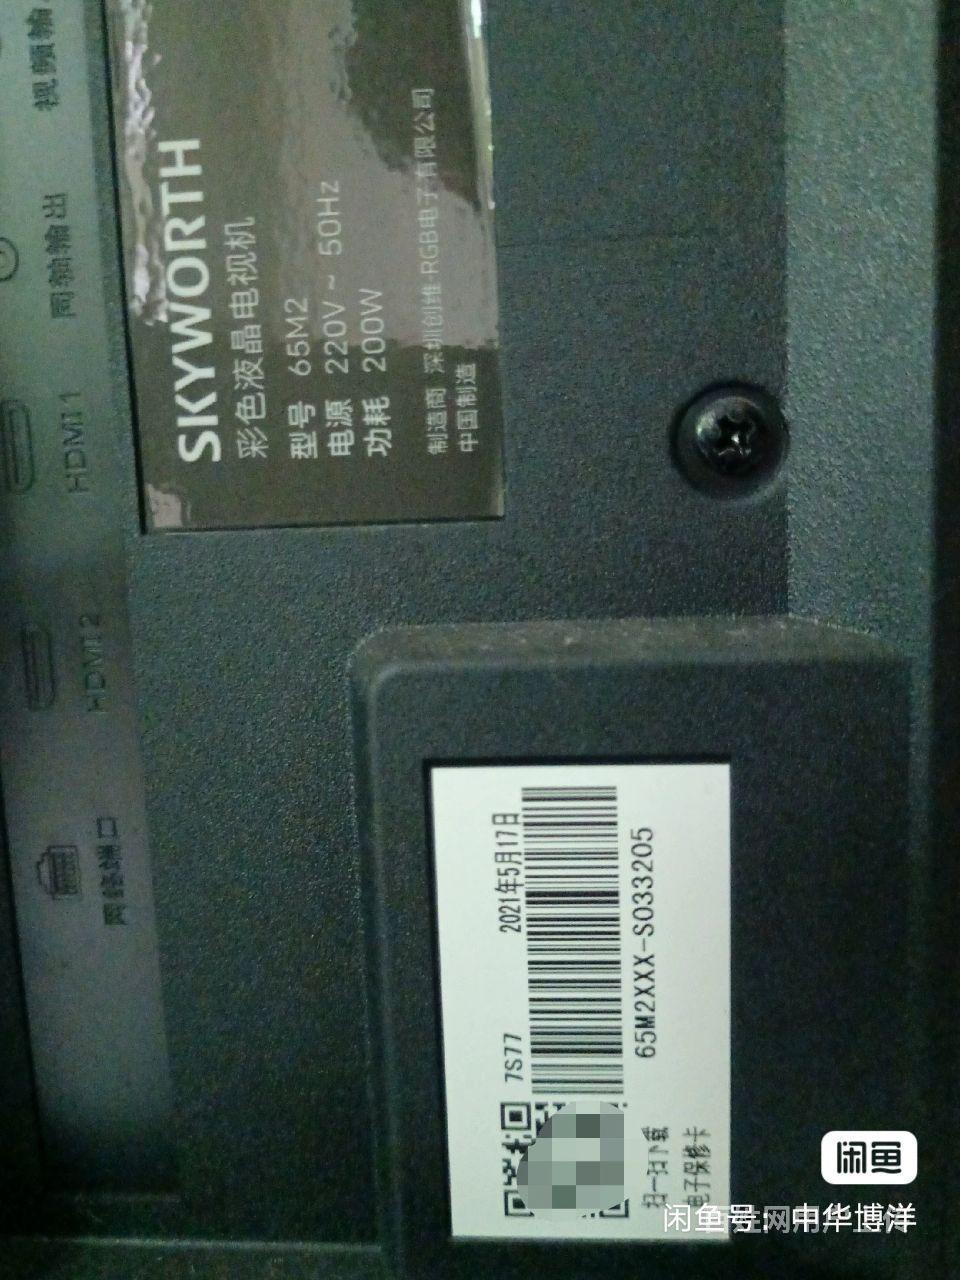 SKYWORTH
彩色液晶电视机
型号 65M2
电源 220V ~ 50Hz
功耗 200W
制造商 深圳创维-RGB电子有限公司
中国制造
视频输
同轴输出
HDMI 1
HDMI 2
网络端口
7S77 2021年5月17日
65M2XXX-S033205
扫一扫下载
电子保修卡
闲鱼
闲鱼号：中华博洋